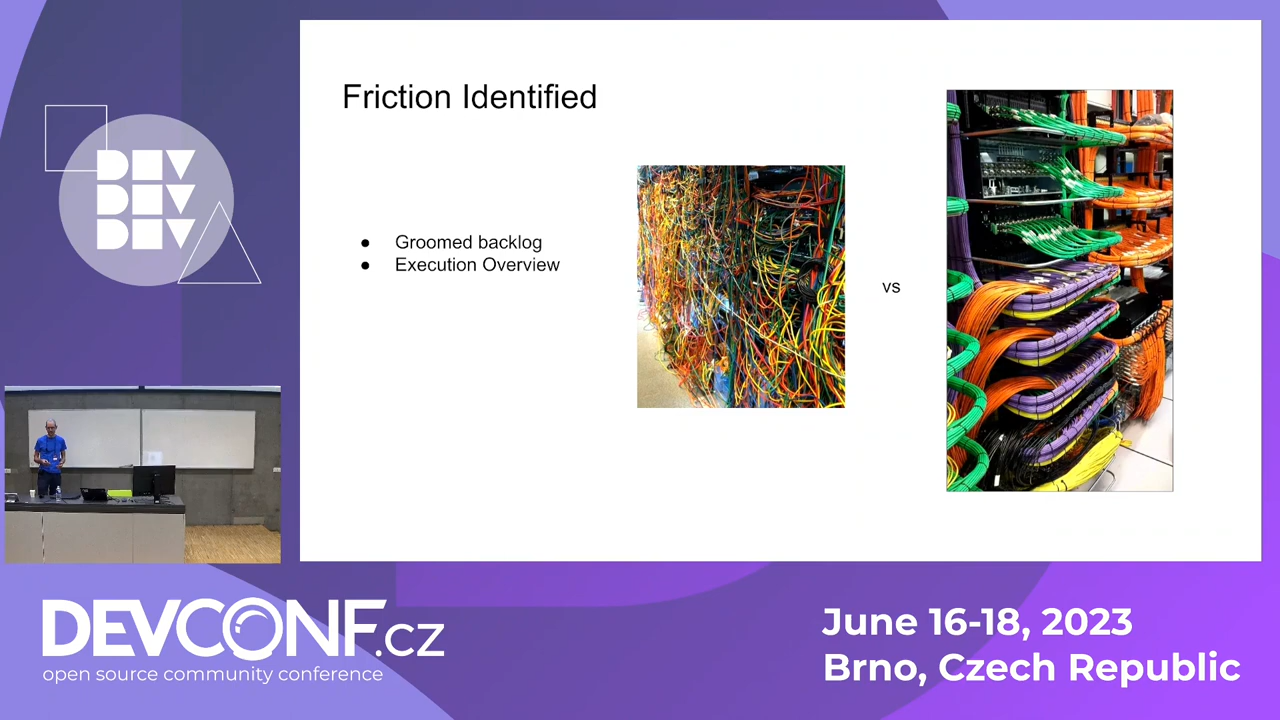 Friction Identified
● Groomed backlog
● Execution Overview
vs
DEV
DEV
DEV
DEVCONF.cz
open source community conference
June 16-18, 2023
Brno, Czech Republic